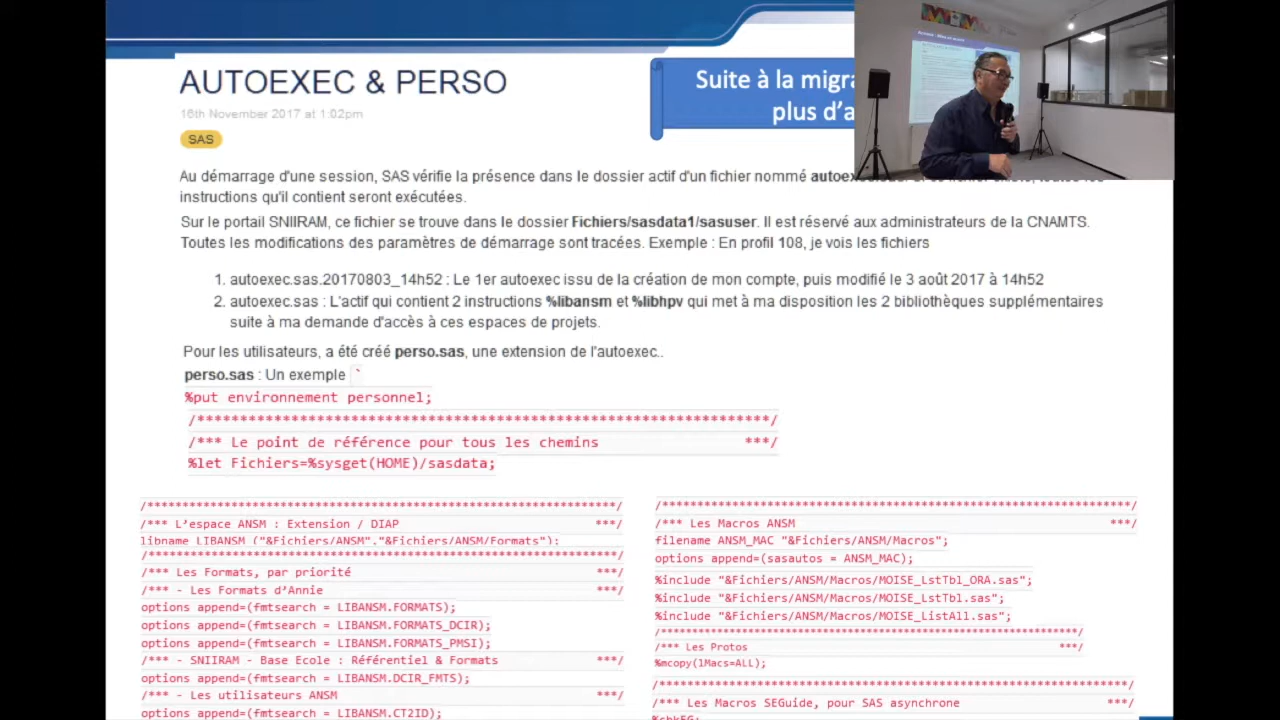 AUTOEXEC & PERSO
16th November 2017 at 1:02pm
SAS
Suite à la
plus
Au démarrage d'une session, SAS vérifie la présence dans le dossier actif d'un fichier nommé
instructions qu'il contient seront exécutées.
Sur le portail SNIIRAM, ce fichier se trouve dans le dossier Fichiers/sasdata1/sasuser. Il est réservé aux administrateurs de la CNAMTS.
Toutes les modifications des paramètres de démarrage sont tracées. Exemple : En profil 108, je vois les fichiers
1. autoexec.sas.20170803_14h52 : Le 1er autoexec issu de la création de mon compte, puis modifié le 3 août 2017 à 14h52
2. autoexec.sas : L'actif qui contient 2 instructions %libansm et %libhpv qui met à ma disposition les 2 bibliothèques supplémentaires
suite à ma demande d'accès à ces espaces de projets.
Pour les utilisateurs, a été créé perso.sas, une extension de l'autoexec..
perso.sas : Un exemple `
%put environnement personnel;
/*******************************************************************/
/*** Le point de référence pour tous les chemins ***/
%let Fichiers=%sysget(HOME)/sasdata;
/*******************************************************************/
/*** L'espace ANSM : Extension / DIAP ***/
libname LIBANSM ("&Fichiers/ANSM"."&Fichiers/ANSM/Formats");
/*******************************************************************/
/*** Les Formats, par priorité ***/
/*** - Les Formats d'Annie ***/
options append=(fmtsearch = LIBANSM.FORMATS);
options append=(fmtsearch = LIBANSM.FORMATS_DCIR);
options append=(fmtsearch = LIBANSM.FORMATS_PMSI);
/*** - SNIIRAM - Base Ecole : Référentiel & Formats ***/
options append=(fmtsearch = LIBANSM.DCIR_FMTS);
/*** - Les utilisateurs ANSM ***/
options append=(fmtsearch = LIBANSM.CT2ID);
/*******************************************************************/
/*** Les Macros ANSM ***/
filename ANSM_MAC "&Fichiers/ANSM/Macros";
options append=(sasautos = ANSM_MAC);
%include "&Fichiers/ANSM/Macros/MOISE_LstTbl_ORA.sas";
%include "&Fichiers/ANSM/Macros/MOISE_LstTbl.sas";
%include "&Fichiers/ANSM/Macros/MOISE_ListAll.sas";
/*******************************************************************/
/*** Les Protos ***/
%mcopy(lMacs=ALL);
/*******************************************************************/
/*** Les Macros SEGuide, pour SAS asynchrone ***/